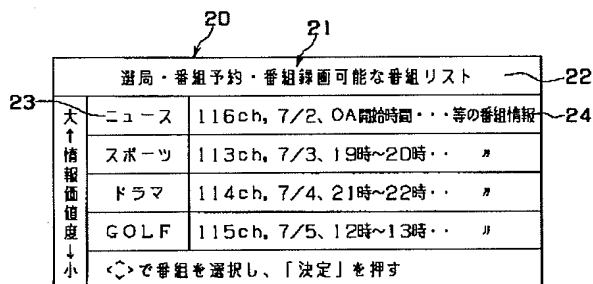 20
21
選局・番組予約・番組録画可能な番組リスト
22
23
大↑情報価値度↓小
ニュース
116ch, 7/2、OA開始時間・・・等の番組情報
24
スポーツ
113ch, 7/3、19時〜20時・・ 〃
ドラマ
114ch, 7/4、21時〜22時・・ 〃
GOLF
115ch, 7/5、12時〜13時・・ 〃
で番組を選択し、「決定」を押す